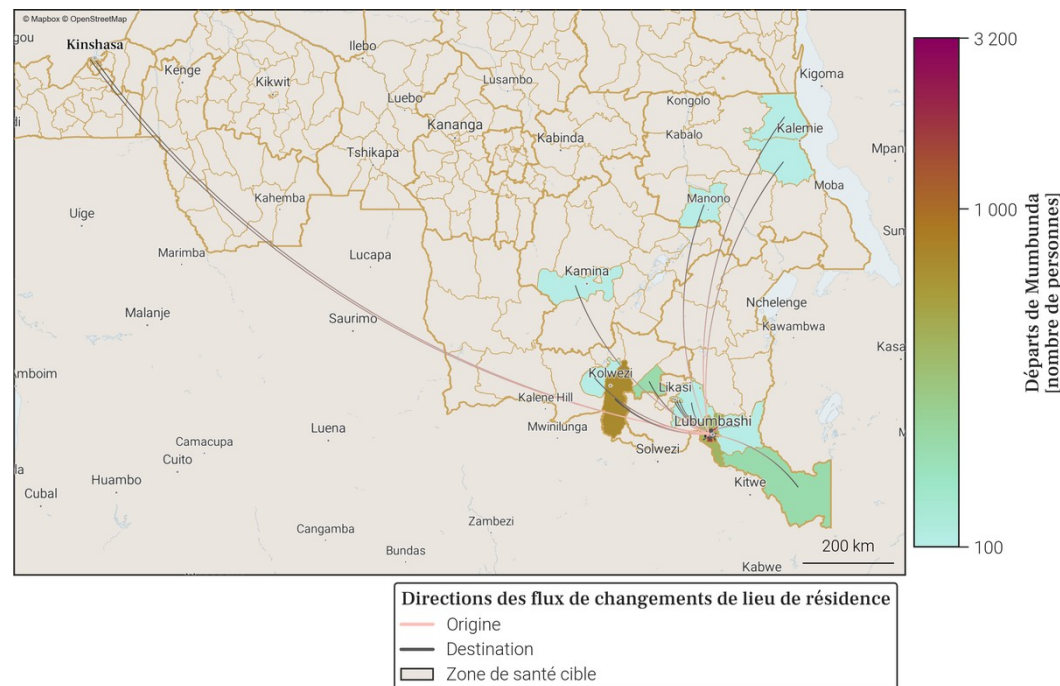 © Mapbox © OpenStreetMap
gou
Kinshasa
Ilebo
Kenge
Kikwit
Lusambo
Kigoma
Luebo
Kongolo
di
Kananga
Kabinda
Kabalo
Kalemie
Tshikapa
Mpan
Moba
Kahemba
Manono
Uige
Sum
Marimba
Lucapa
Kamina
Malanje
Saurimo
Nchelenge
Kawambwa
Kasa
Amboim
Kolwezi
Likasi
Kalene Hill
Luena
Mwinilunga
Lubumbashi
Camacupa
Solwezi
Cuito
Huambo
Kitwe
Cubal
Cangamba
Zambezi
Bundas
200 km
Kabwe
3 200
1 000
100
Départs de Mumbunda
[nombre de personnes]
Directions des flux de changements de lieu de résidence
Origine
Destination
Zone de santé cible